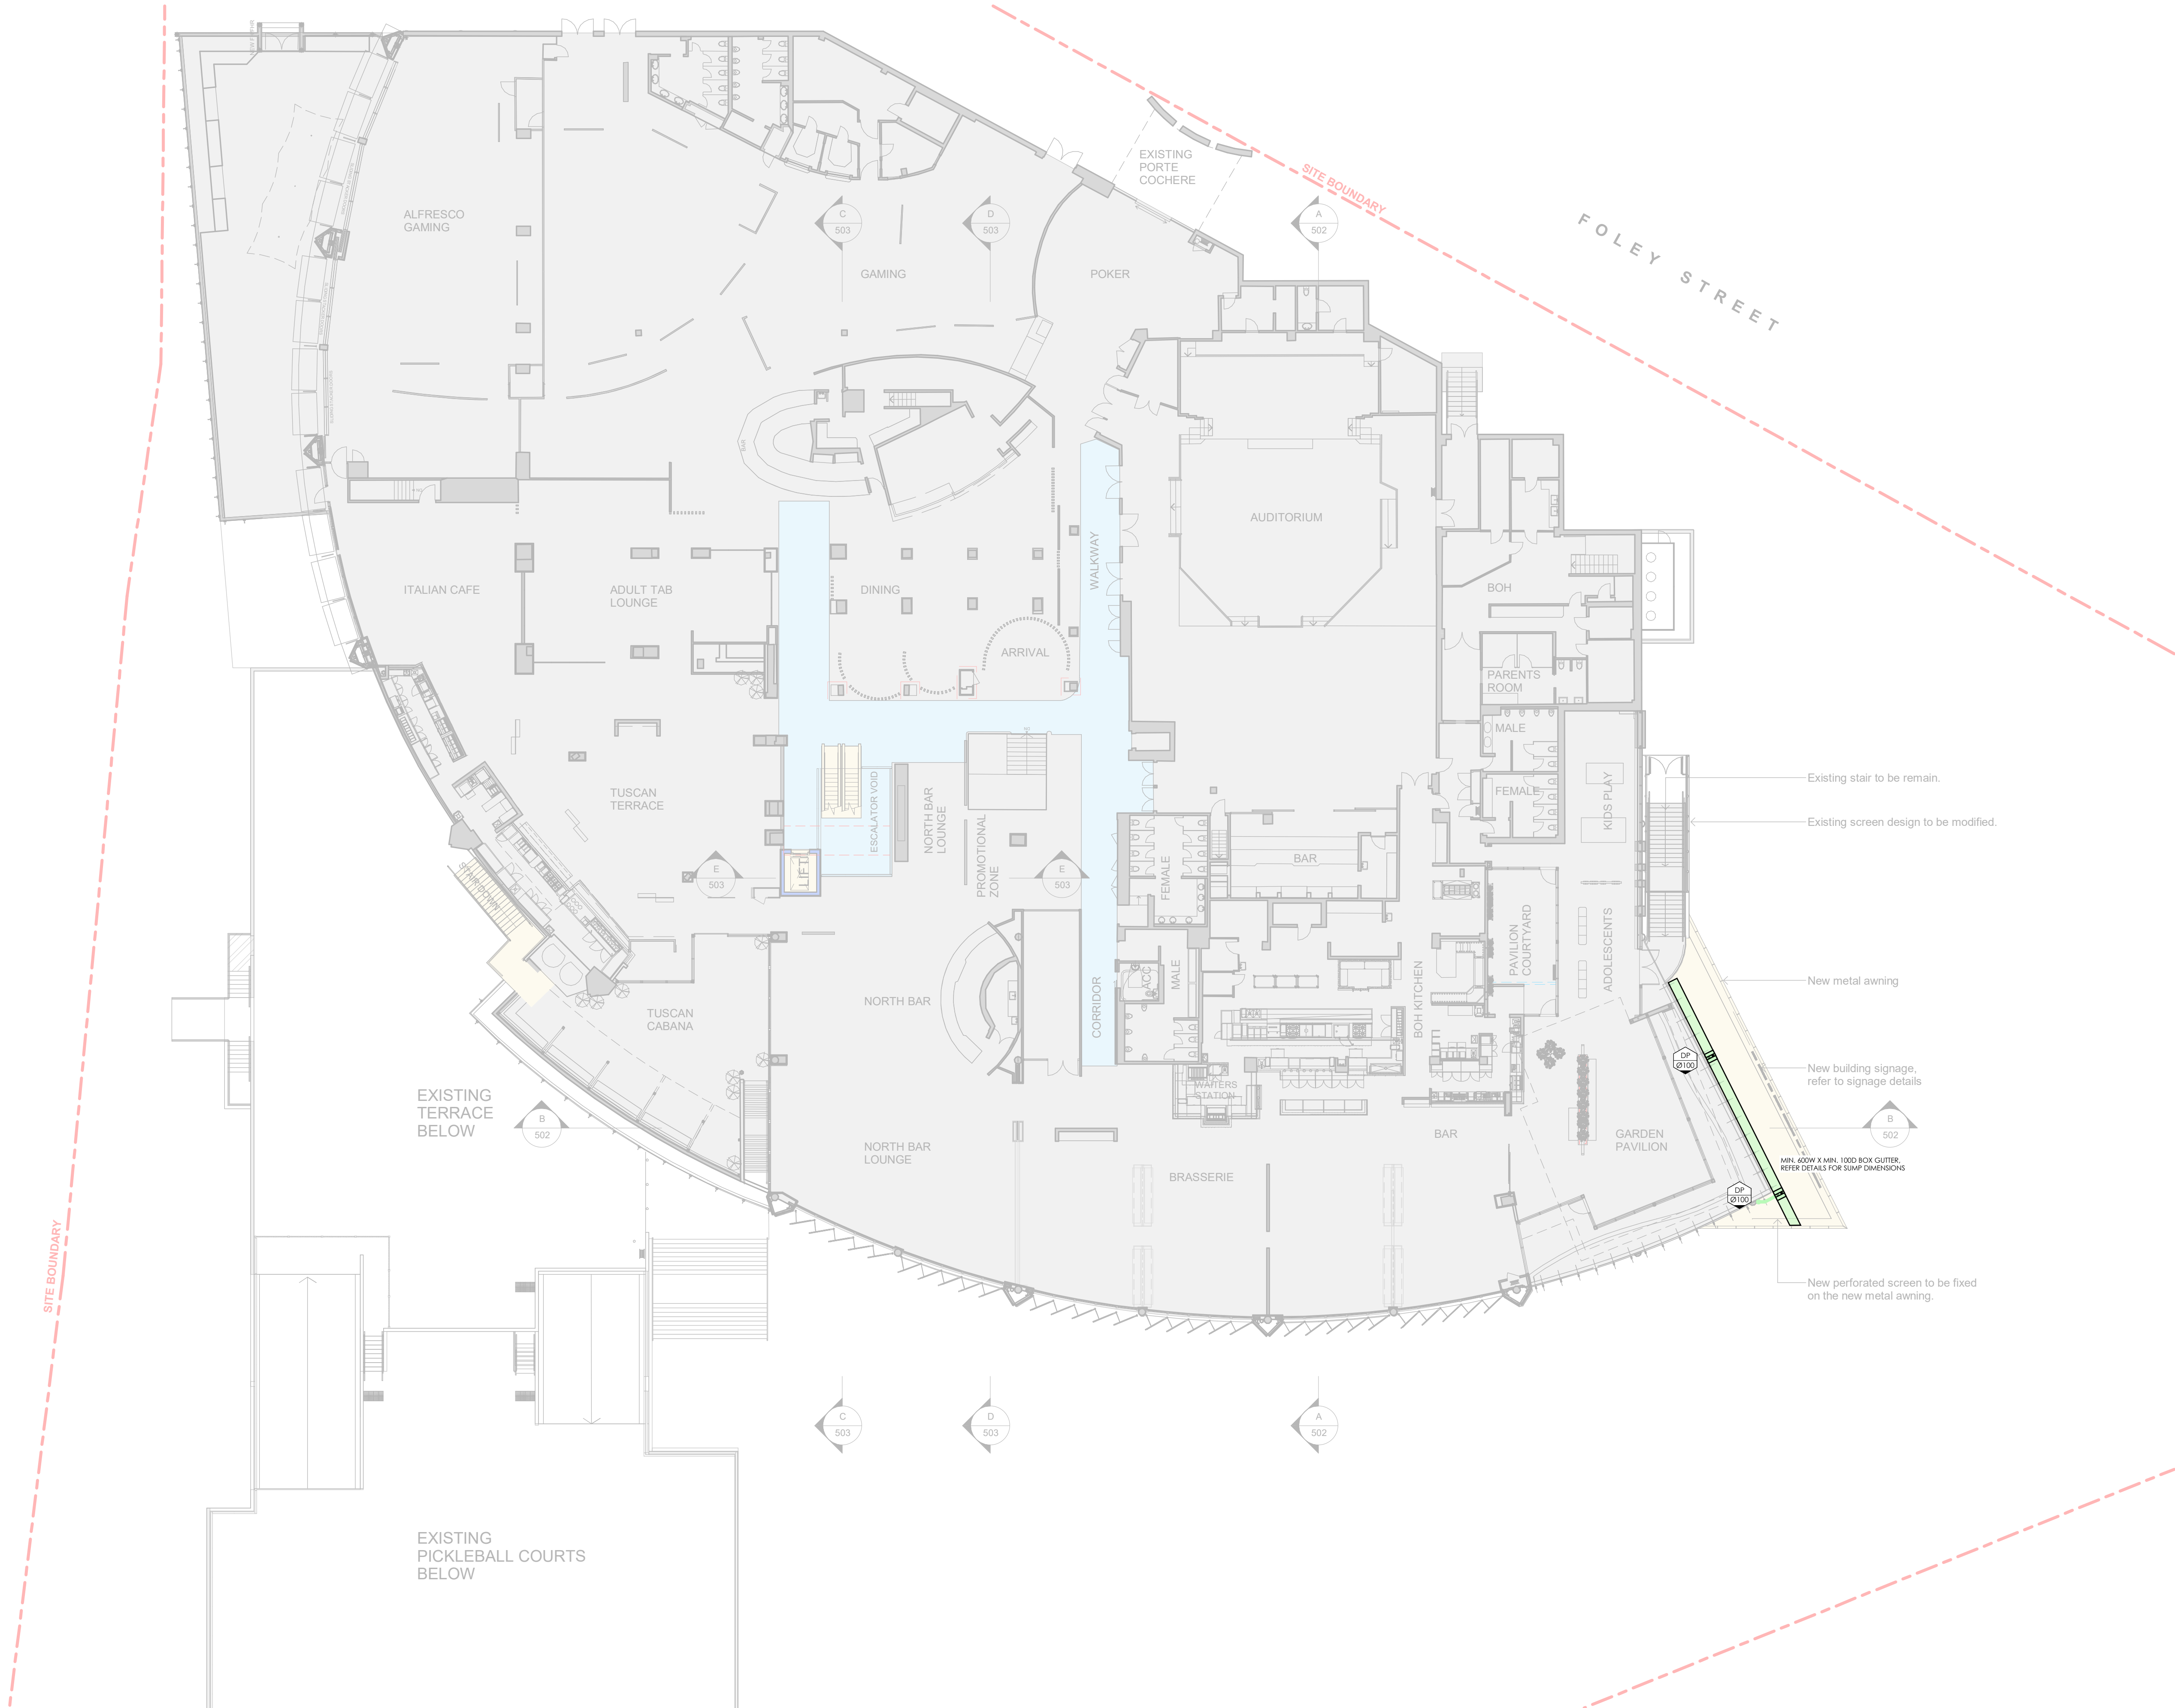 EXISTING
PORTE
COCHERE
SITE BOUNDARY
FOLEY STREET
ALFRESCO
GAMING
C
503
D
503
A
502
GAMING
POKER
BAR
AUDITORIUM
WALKWAY
ITALIAN CAFE
ADULT TAB
LOUNGE
DINING
BOH
ARRIVAL
PARENTS
ROOM
MALE
TUSCAN
TERRACE
ESCALATOR VOID
NORTH BAR
LOUNGE
PROMOTIONAL
ZONE
FEMALE
KIDS PLAY
Existing stair to be remain.
Existing screen design to be modified.
E
503
LIFT
E
503
FEMALE
BAR
STAIR DOWN
PAVILION
COURTYARD
ADOLESCENTS
TUSCAN
CABANA
NORTH BAR
CORRIDOR
ACC
MALE
BOH KITCHEN
New metal awning
DP
Ø100
New building signage,
refer to signage details
EXISTING
TERRACE
BELOW
B
502
WAITERS
STATION
NORTH BAR
LOUNGE
BRASSERIE
BAR
GARDEN
PAVILION
B
502
MIN. 600W X MIN. 100D BOX GUTTER,
REFER DETAILS FOR SUMP DIMENSIONS
DP
Ø100
SITE BOUNDARY
New perforated screen to be fixed
on the new metal awning.
C
503
D
503
A
502
EXISTING
PICKLEBALL COURTS
BELOW